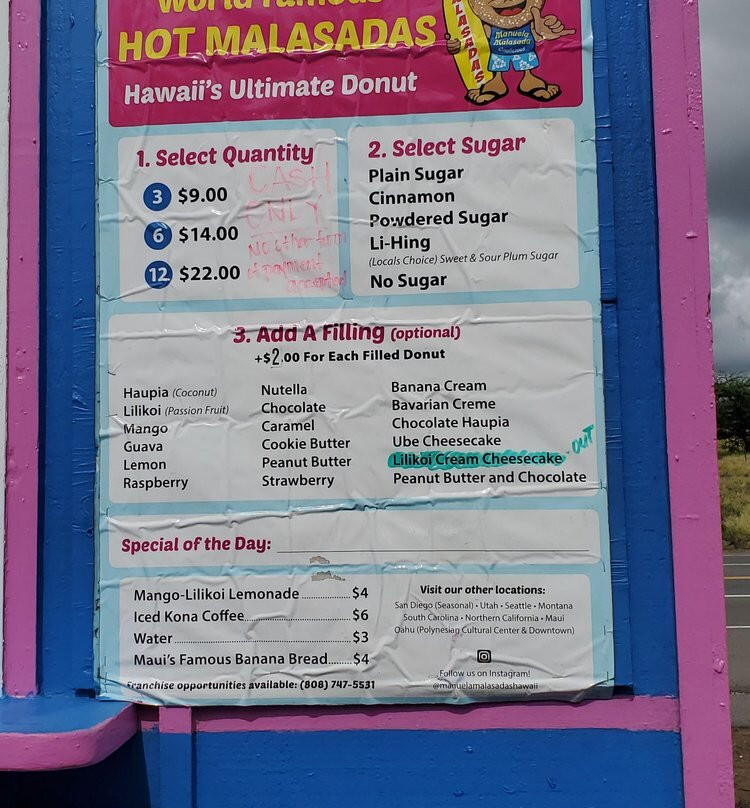 World Famous
HOT MALASADAS
Hawaii's Ultimate Donut
MALASADAS
Manuela
Malasada
1. Select Quantity
3 $9.00
6 $14.00
12 $22.00
CASH
ONLY
NO other form
of payment
accepted
2. Select Sugar
Plain Sugar
Cinnamon
Powdered Sugar
Li-Hing
(Locals Choice) Sweet & Sour Plum Sugar
No Sugar
3. Add A Filling (optional)
+$2.00 For Each Filled Donut
Haupia (Coconut)
Lilikoi (Passion Fruit)
Mango
Guava
Lemon
Raspberry
Nutella
Chocolate
Caramel
Cookie Butter
Peanut Butter
Strawberry
Banana Cream
Bavarian Creme
Chocolate Haupia
Ube Cheesecake
Lilikoi Cream Cheesecake - OUT
Peanut Butter and Chocolate
Special of the Day:
Mango-Lilikoi Lemonade $4
Iced Kona Coffee $6
Water $3
Maui's Famous Banana Bread $4
Franchise opportunities available: (808) 747-5531
Visit our other locations:
San Diego (Seasonal) • Utah • Seattle • Montana
South Carolina • Northern California • Maui
Oahu (Polynesian Cultural Center & Downtown)
Follow us on Instagram!
@manuelamalasadashawaii